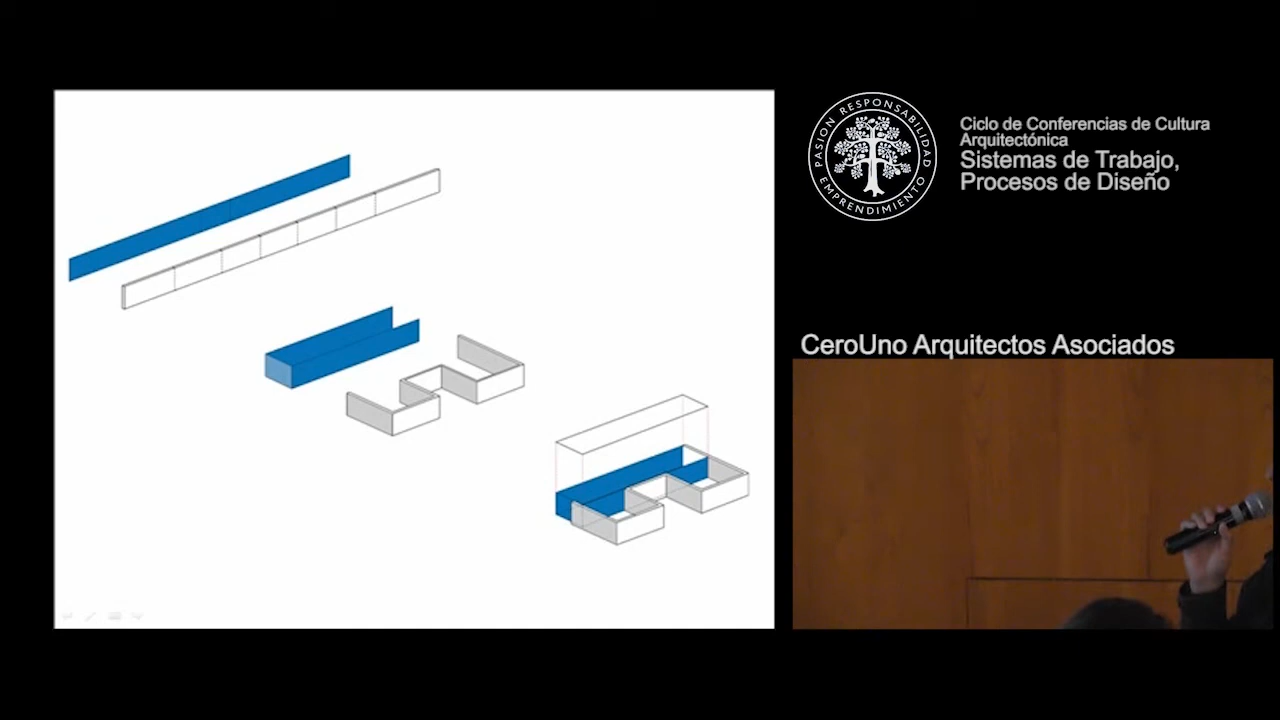 PASION RESPONSABILIDAD
EMPRENDIMIENTO
Ciclo de Conferencias de Cultura
Arquitectónica
Sistemas de Trabajo,
Procesos de Diseño
CeroUno Arquitectos Asociados